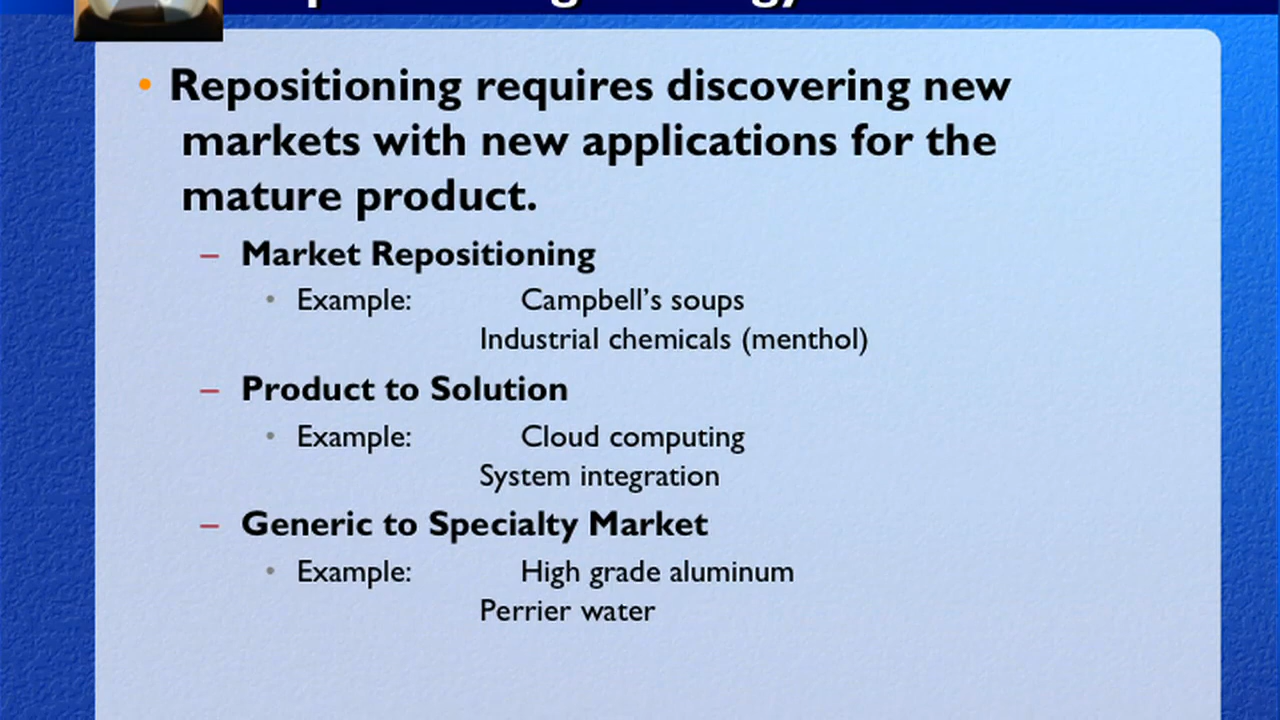 • Repositioning requires discovering new
markets with new applications for the
mature product.
– Market Repositioning
• Example: Campbell’s soups
Industrial chemicals (menthol)
– Product to Solution
• Example: Cloud computing
System integration
– Generic to Specialty Market
• Example: High grade aluminum
Perrier water